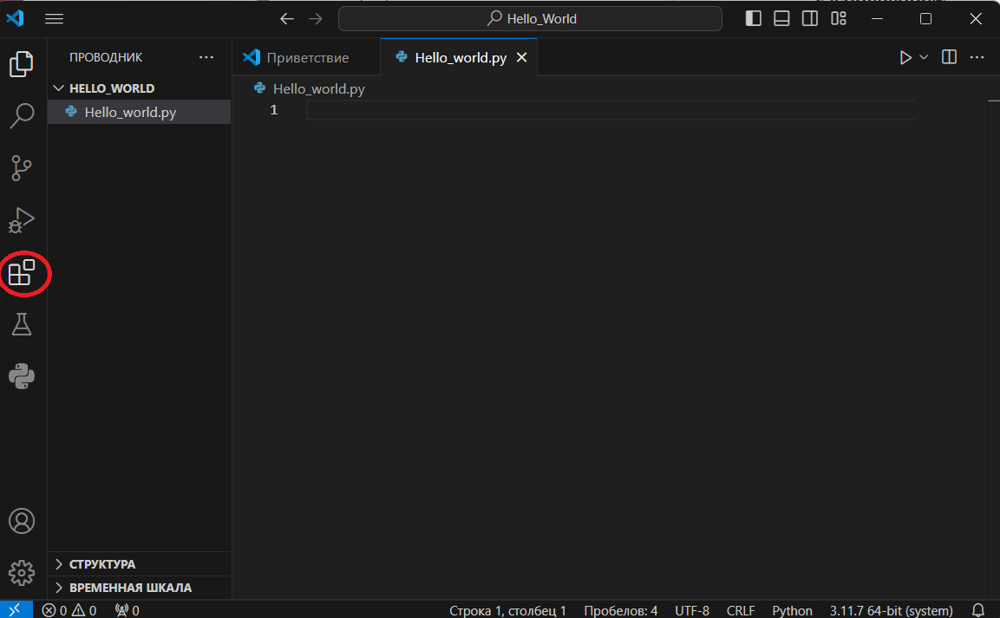 Hello_World
ПРОВОДНИК
Приветствие
Hello_world.py
HELLO_WORLD
Hello_world.py
Hello_world.py
1
СТРУКТУРА
ВРЕМЕННАЯ ШКАЛА
0 0 0 Строка 1, столбец 1 Пробелов: 4 UTF-8 CRLF Python 3.11.7 64-bit (system)